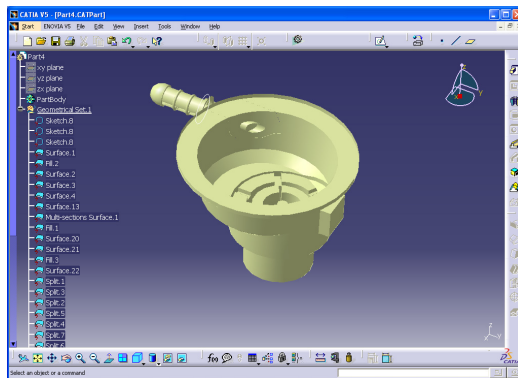 CATIA V5 - [Part4.CATPart]
Start ENOVIA V5 File Edit View Insert Tools Window Help
Part4
xy plane
yz plane
zx plane
PartBody
Geometrical Set.1
Sketch.8
Sketch.8
Sketch.8
Surface.1
Fill.2
Surface.2
Surface.3
Surface.4
Surface.13
Multi-sections Surface.1
Fill.1
Surface.20
Surface.21
Fill.3
Surface.22
Split.1
Split.3
Split.2
Split.5
Split.4
Split.7
Split.6
f(x)
CATIA
Select an object or a command